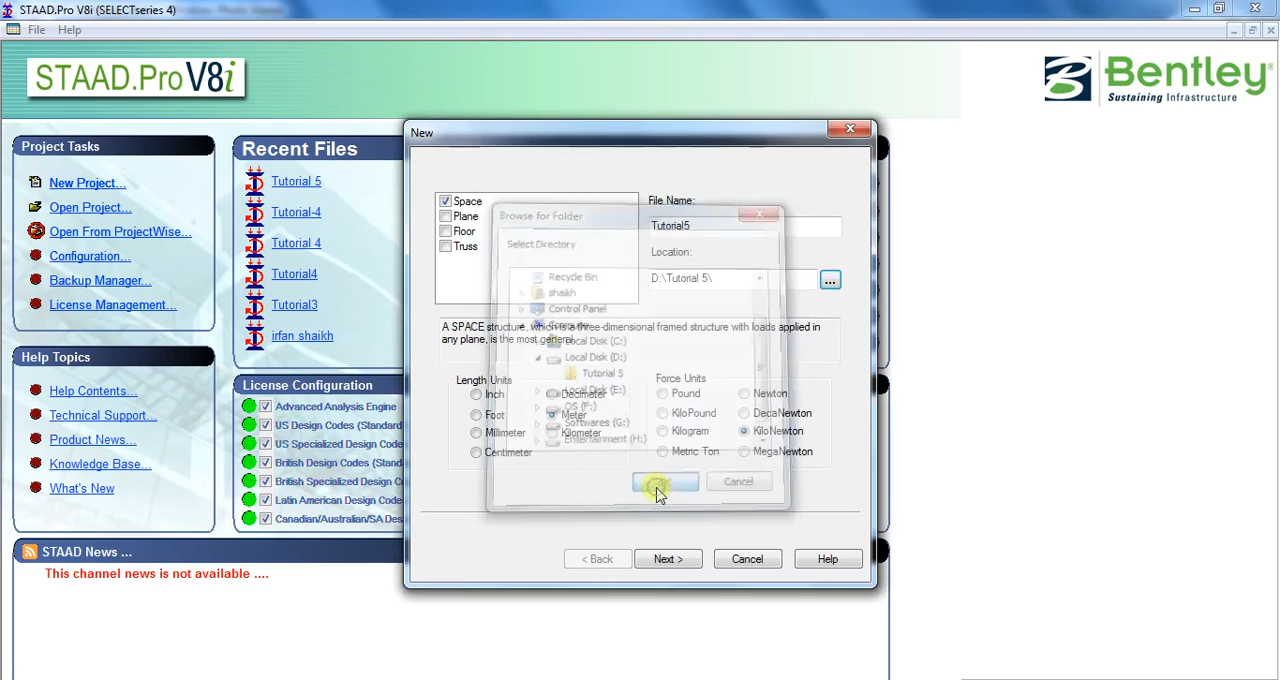 STAAD.Pro V8i (SELECTseries 4)
File Help
STAAD.Pro V8i
Bentley®
Sustaining Infrastructure
Project Tasks
New Project...
Open Project...
Open From ProjectWise...
Configuration...
Backup Manager...
License Management...
Recent Files
Tutorial 5
Tutorial-4
Tutorial 4
Tutorial4
Tutorial3
irfan shaikh
Help Topics
Help Contents...
Technical Support...
Product News...
Knowledge Base...
What's New
License Configuration
Advanced Analysis Engine
US Design Codes (Standard
US Specialized Design Code
British Design Codes (Stand
British Specialized Design Co
Latin American Design Code
Canadian/Australian/SA Des
STAAD News ...
This channel news is not available ....
New
Space
Plane
Floor
Truss
File Name:
Tutorial5
Location:
D:\Tutorial 5\
...
A SPACE structure, which is a three-dimensional framed structure with loads applied in
any plane, is the most general.
Length Units
Inch
Foot
Millimeter
Centimeter
Decimeter
Meter
Kilometer
Force Units
Pound
KiloPound
Kilogram
Metric Ton
Newton
DecaNewton
KiloNewton
MegaNewton
< Back
Next >
Cancel
Help
Browse for Folder
Select Directory
Recycle Bin
shaikh
Control Panel
Computer
Local Disk (C:)
Local Disk (D:)
Tutorial 5
Local Disk (E:)
OS (F:)
Softwares (G:)
Entertainment (H:)
Cancel